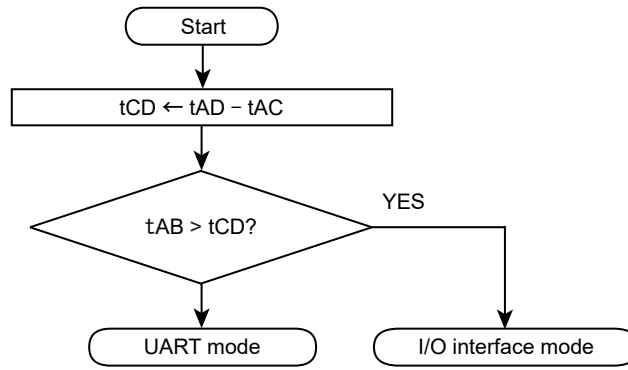 Start
tCD ← tAD − tAC
tAB > tCD?
YES
UART mode
I/O interface mode